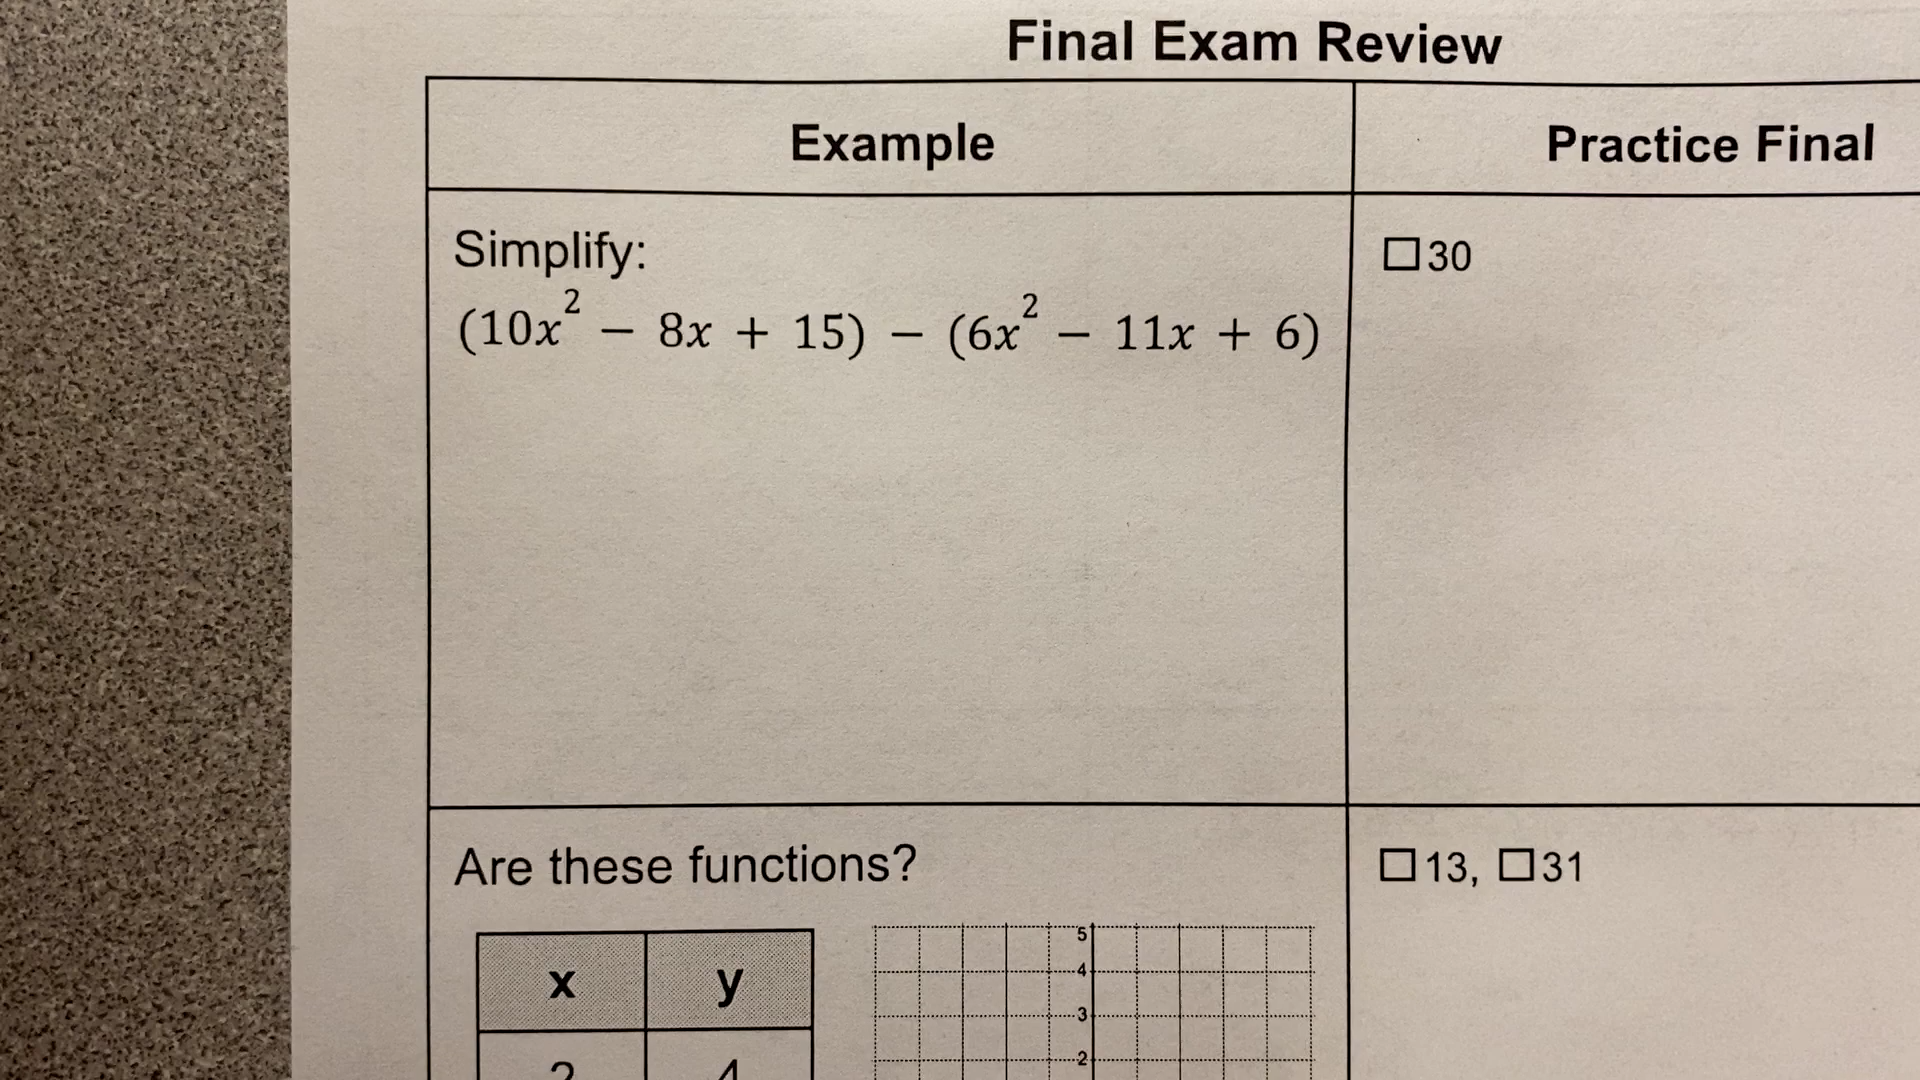 Final Exam Review
Example
Practice Final
Simplify:
(10x² − 8x + 15) − (6x² − 11x + 6)
□30
Are these functions?
□13, □31
x y
5
4
3
2